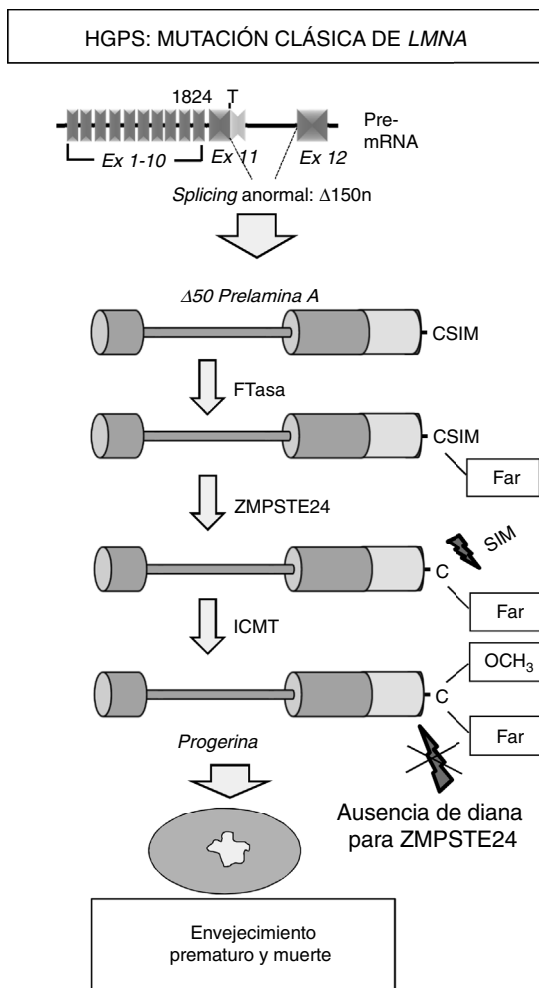 HGPS: MUTACIÓN CLÁSICA DE LMNA
1824 T
Pre-
mRNA
Ex 1-10 Ex 11 Ex 12
Splicing anormal: Δ150n
Δ50 Prelamina A
CSIM
FTasa
CSIM
Far
ZMPSTE24
SIM
C
Far
ICMT
OCH3
C
Far
Progerina
Ausencia de diana
para ZMPSTE24
Envejecimiento
prematuro y muerte